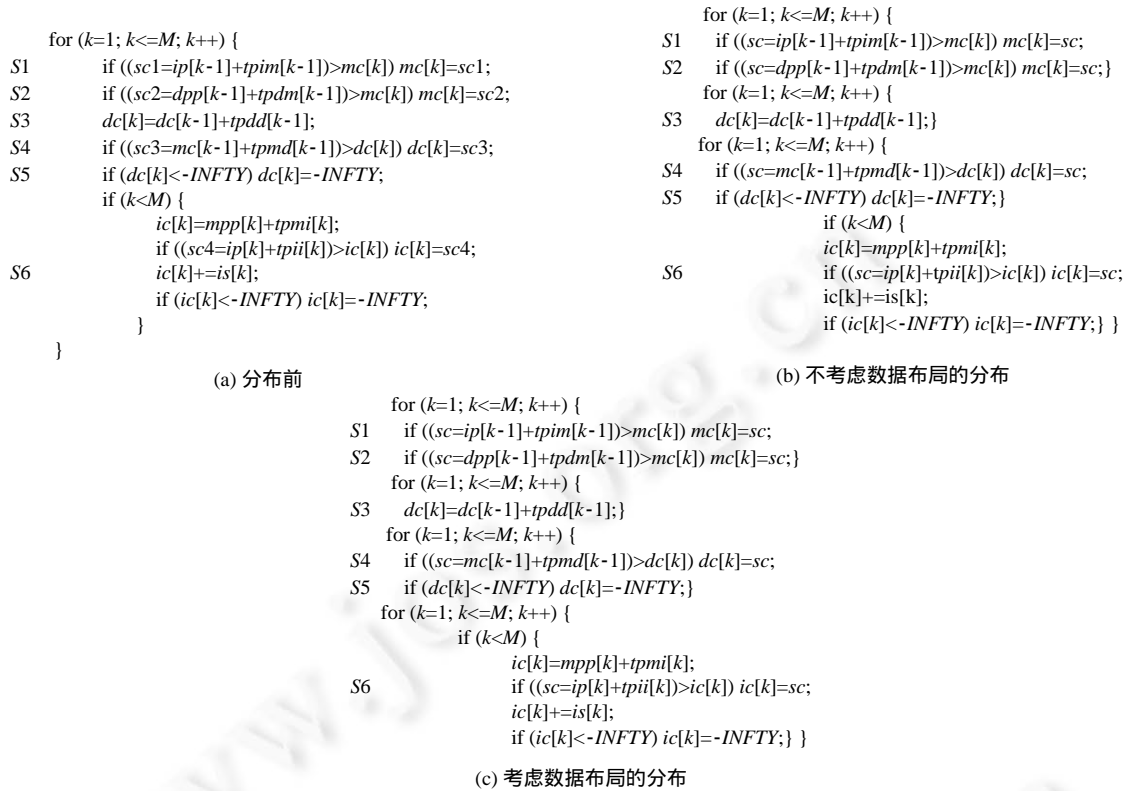 for (k=1; k<=M; k++) {
S1 if ((sc1=ip[k-1]+tpim[k-1])>mc[k]) mc[k]=sc1;
S2 if ((sc2=dpp[k-1]+tpdm[k-1])>mc[k]) mc[k]=sc2;
S3 dc[k]=dc[k-1]+tpdd[k-1];
S4 if ((sc3=mc[k-1]+tpmd[k-1])>dc[k]) dc[k]=sc3;
S5 if (dc[k]<-INFTY) dc[k]=-INFTY;
if (k<M) {
ic[k]=mpp[k]+tpmi[k];
if ((sc4=ip[k]+tpii[k])>ic[k]) ic[k]=sc4;
S6 ic[k]+=is[k];
if (ic[k]<-INFTY) ic[k]=-INFTY;
}
}
(a) 分布前
for (k=1; k<=M; k++) {
S1 if ((sc=ip[k-1]+tpim[k-1])>mc[k]) mc[k]=sc;
S2 if ((sc=dpp[k-1]+tpdm[k-1])>mc[k]) mc[k]=sc;}
for (k=1; k<=M; k++) {
S3 dc[k]=dc[k-1]+tpdd[k-1];}
for (k=1; k<=M; k++) {
S4 if ((sc=mc[k-1]+tpmd[k-1])>dc[k]) dc[k]=sc;
S5 if (dc[k]<-INFTY) dc[k]=-INFTY;}
if (k<M) {
ic[k]=mpp[k]+tpmi[k];
S6 if ((sc=ip[k]+tpii[k])>ic[k]) ic[k]=sc;
ic[k]+=is[k];
if (ic[k]<-INFTY) ic[k]=-INFTY;} }
(b) 不考虑数据布局的分布
for (k=1; k<=M; k++) {
S1 if ((sc=ip[k-1]+tpim[k-1])>mc[k]) mc[k]=sc;
S2 if ((sc=dpp[k-1]+tpdm[k-1])>mc[k]) mc[k]=sc;}
for (k=1; k<=M; k++) {
S3 dc[k]=dc[k-1]+tpdd[k-1];}
for (k=1; k<=M; k++) {
S4 if ((sc=mc[k-1]+tpmd[k-1])>dc[k]) dc[k]=sc;
S5 if (dc[k]<-INFTY) dc[k]=-INFTY;}
for (k=1; k<=M; k++) {
if (k<M) {
ic[k]=mpp[k]+tpmi[k];
S6 if ((sc=ip[k]+tpii[k])>ic[k]) ic[k]=sc;
ic[k]+=is[k];
if (ic[k]<-INFTY) ic[k]=-INFTY;} }
(c) 考虑数据布局的分布